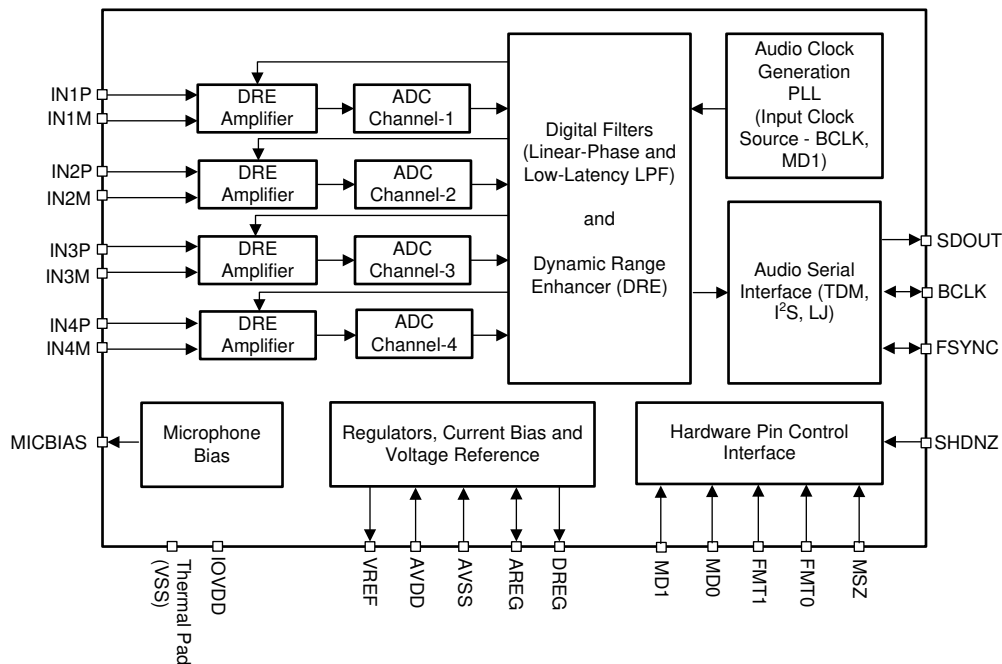 IN1P
IN1M
DRE
Amplifier
ADC
Channel-1
IN2P
IN2M
DRE
Amplifier
ADC
Channel-2
IN3P
IN3M
DRE
Amplifier
ADC
Channel-3
IN4P
IN4M
DRE
Amplifier
ADC
Channel-4
Digital Filters
(Linear-Phase and
Low-Latency LPF)
and
Dynamic Range
Enhancer (DRE)
Audio Clock
Generation
PLL
(Input Clock
Source - BCLK,
MD1)
Audio Serial
Interface (TDM,
I²S, LJ)
SDOUT
BCLK
FSYNC
MICBIAS
Microphone
Bias
Regulators, Current Bias and
Voltage Reference
Hardware Pin Control
Interface
SHDNZ
Thermal Pad
(VSS)
IOVDD
VREF
AVDD
AVSS
AREG
DREG
MD1
MD0
FMT1
FMT0
MSZ